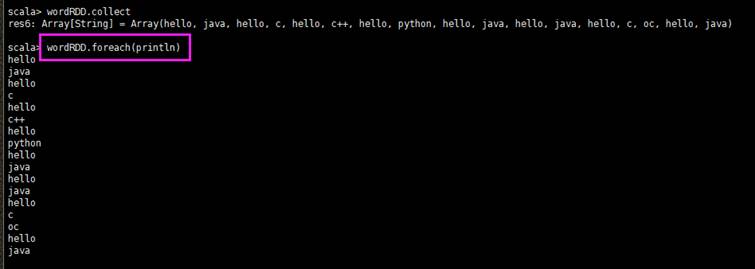 scala> wordRDD.collect
res6: Array[String] = Array(hello, java, hello, c, hello, c++, hello, python, hello, java, hello, java, hello, c, oc, hello, java)
scala> wordRDD.foreach(println)
hello
java
hello
c
hello
c++
hello
python
hello
java
hello
java
hello
c
oc
hello
java